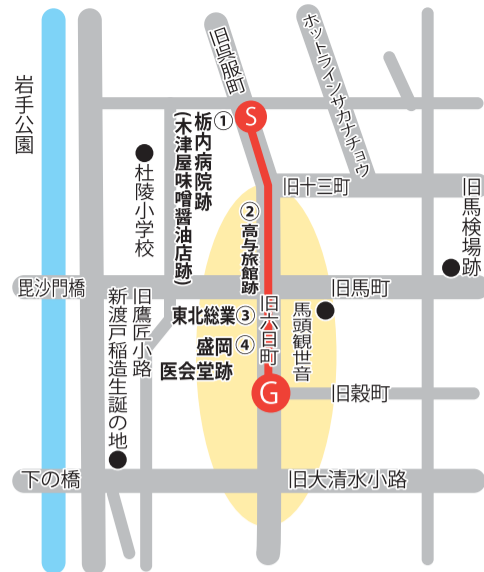 旧呉服町
ホットラインサカナチョウ
岩手公園
S
①
栃内病院跡
(木津屋味噌醤油店跡)
杜陵小学校
旧十三町
旧馬検場跡
②
高与旅館跡
毘沙門橋
旧馬町
旧鷹匠小路
新渡戸稲造生誕の地
東北総業③
旧六日町
馬頭観世音
盛岡④
医会堂跡
G
旧穀町
下の橋
旧大清水小路